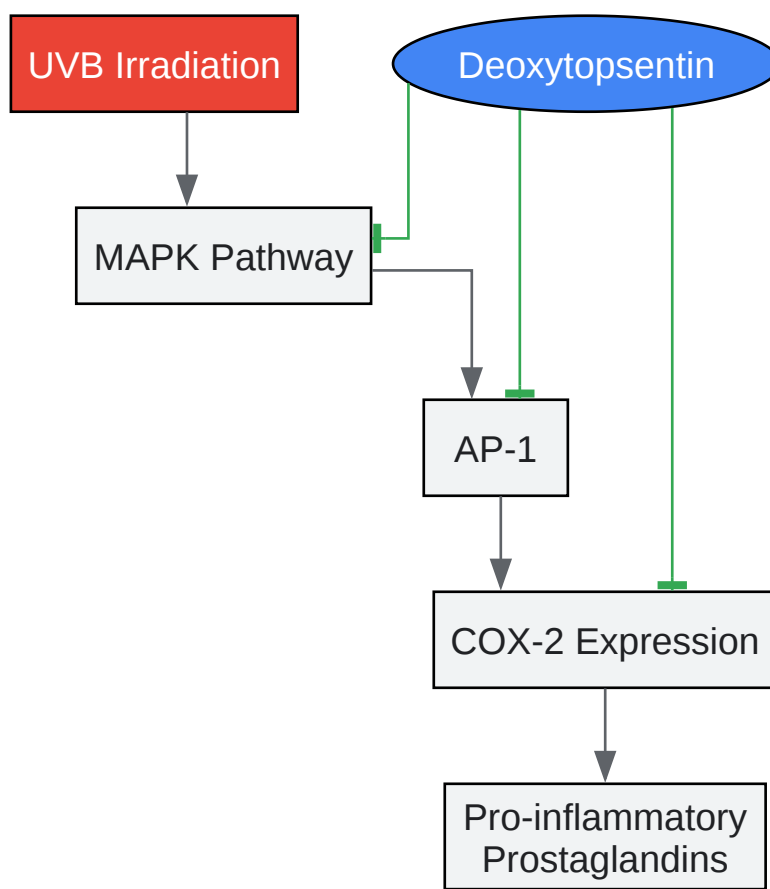 UVB Irradiation
Deoxytopsentin
MAPK Pathway
AP-1
COX-2 Expression
Pro-inflammatory
Prostaglandins